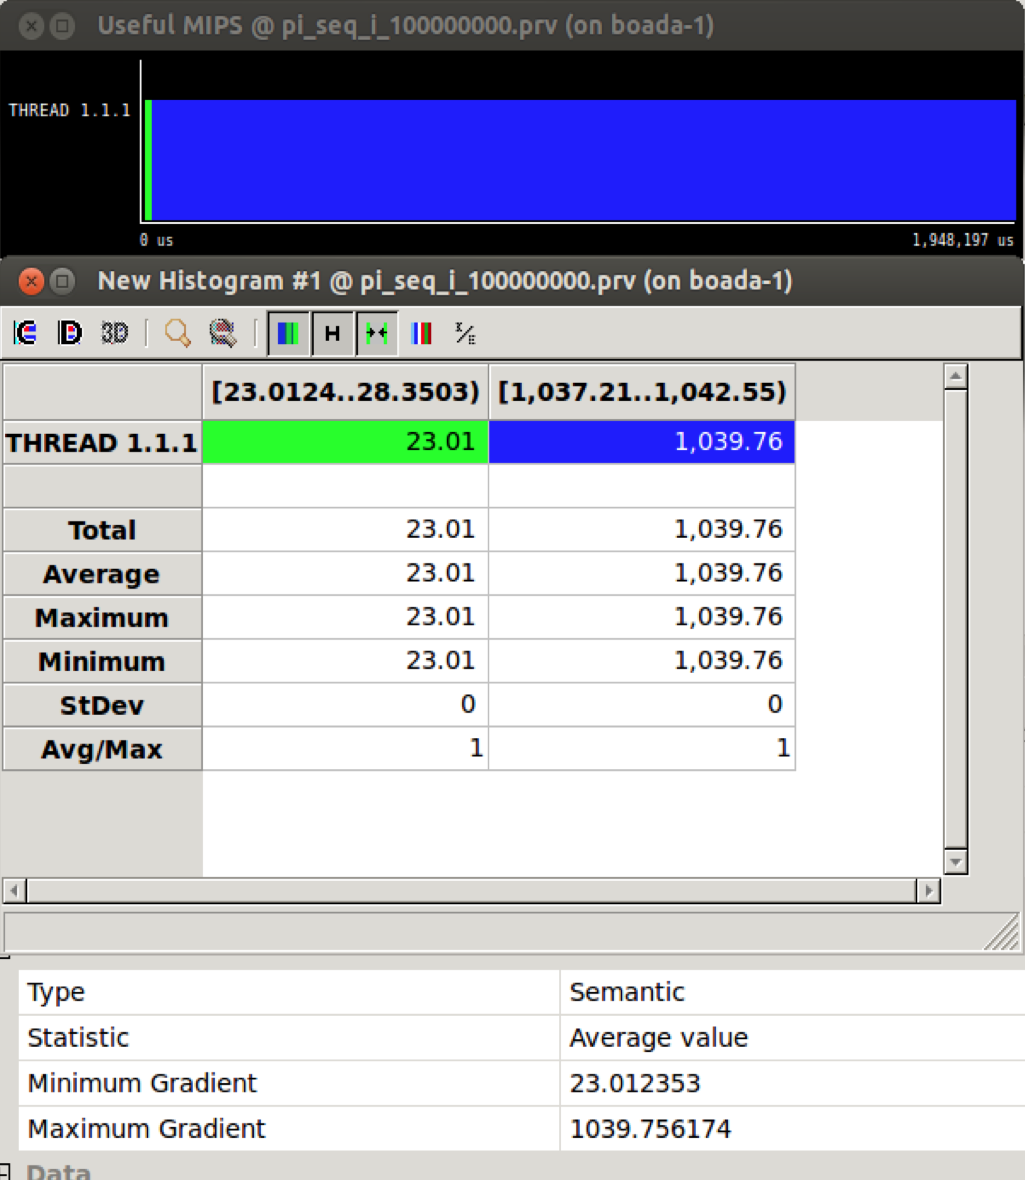 Useful MIPS @ pi_seq_i_100000000.prv (on boada-1)
THREAD 1.1.1
0 us 1,948,197 us
New Histogram #1 @ pi_seq_i_100000000.prv (on boada-1)
3D H
[23.0124..28.3503) [1,037.21..1,042.55)
THREAD 1.1.1 23.01 1,039.76
Total 23.01 1,039.76
Average 23.01 1,039.76
Maximum 23.01 1,039.76
Minimum 23.01 1,039.76
StDev 0 0
Avg/Max 1 1
Type Semantic
Statistic Average value
Minimum Gradient 23.012353
Maximum Gradient 1039.756174
Data